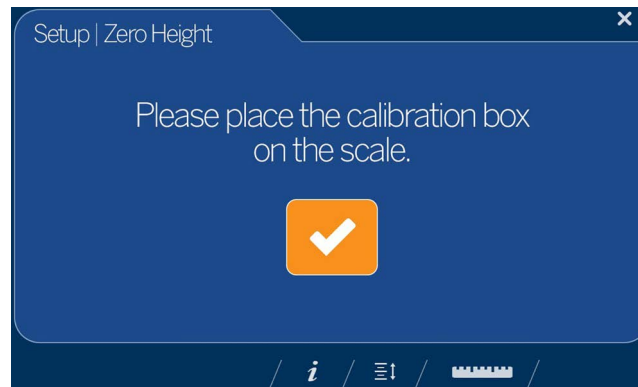 Setup | Zero Height
Please place the calibration box
on the scale.
i